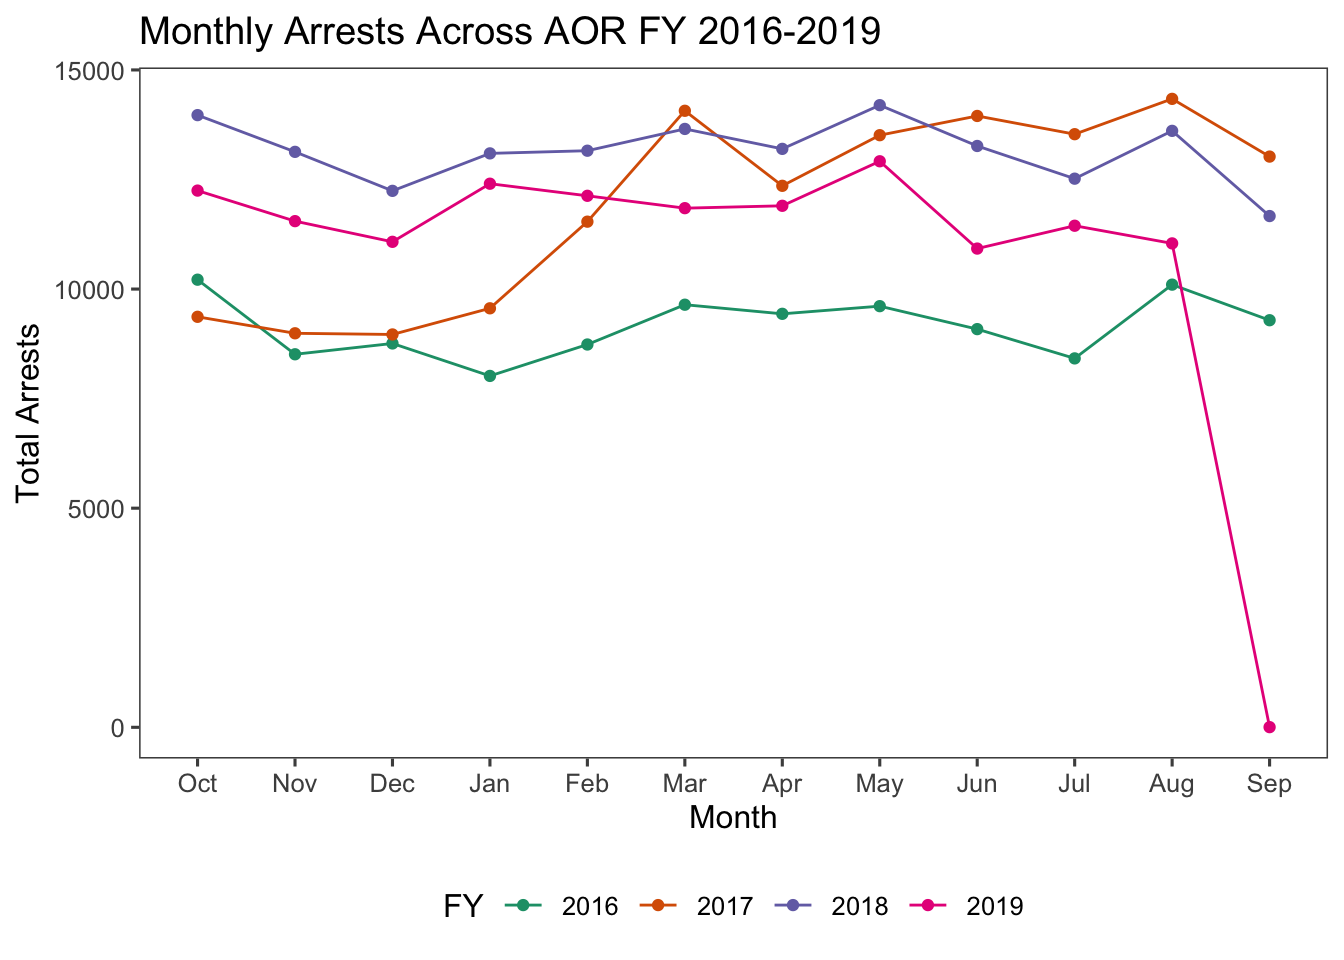 Monthly Arrests Across AOR FY 2016-2019
15000
10000
5000
0
Total Arrests
Oct Nov Dec Jan Feb Mar Apr May Jun Jul Aug Sep
Month
FY 2016 2017 2018 2019